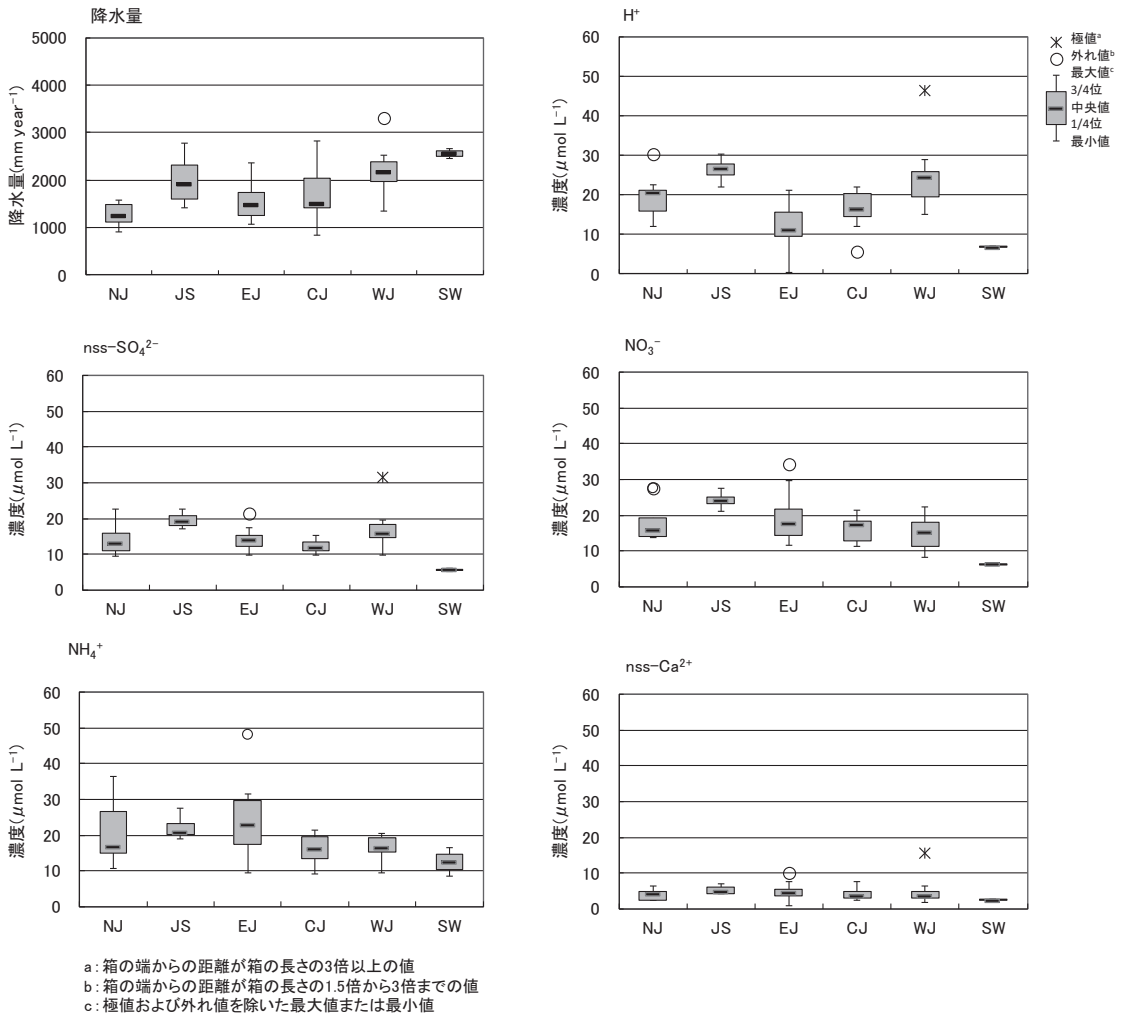 降水量
5000
4000
3000
2000
1000
0
降水量(mm year⁻¹)
NJ JS EJ CJ WJ SW
H⁺
60
50
40
30
20
10
0
濃度(μmol L⁻¹)
NJ JS EJ CJ WJ SW
極値ᵃ
外れ値ᵇ
最大値ᶜ
3/4位
中央値
1/4位
最小値
nss-SO₄²⁻
60
50
40
30
20
10
0
濃度(μmol L⁻¹)
NJ JS EJ CJ WJ SW
NO₃⁻
60
50
40
30
20
10
0
濃度(μmol L⁻¹)
NJ JS EJ CJ WJ SW
NH₄⁺
60
50
40
30
20
10
0
濃度(μmol L⁻¹)
NJ JS EJ CJ WJ SW
nss-Ca²⁺
60
50
40
30
20
10
0
濃度(μmol L⁻¹)
NJ JS EJ CJ WJ SW
a：箱の端からの距離が箱の長さの3倍以上の値
b：箱の端からの距離が箱の長さの1.5倍から3倍までの値
c：極値および外れ値を除いた最大値または最小値